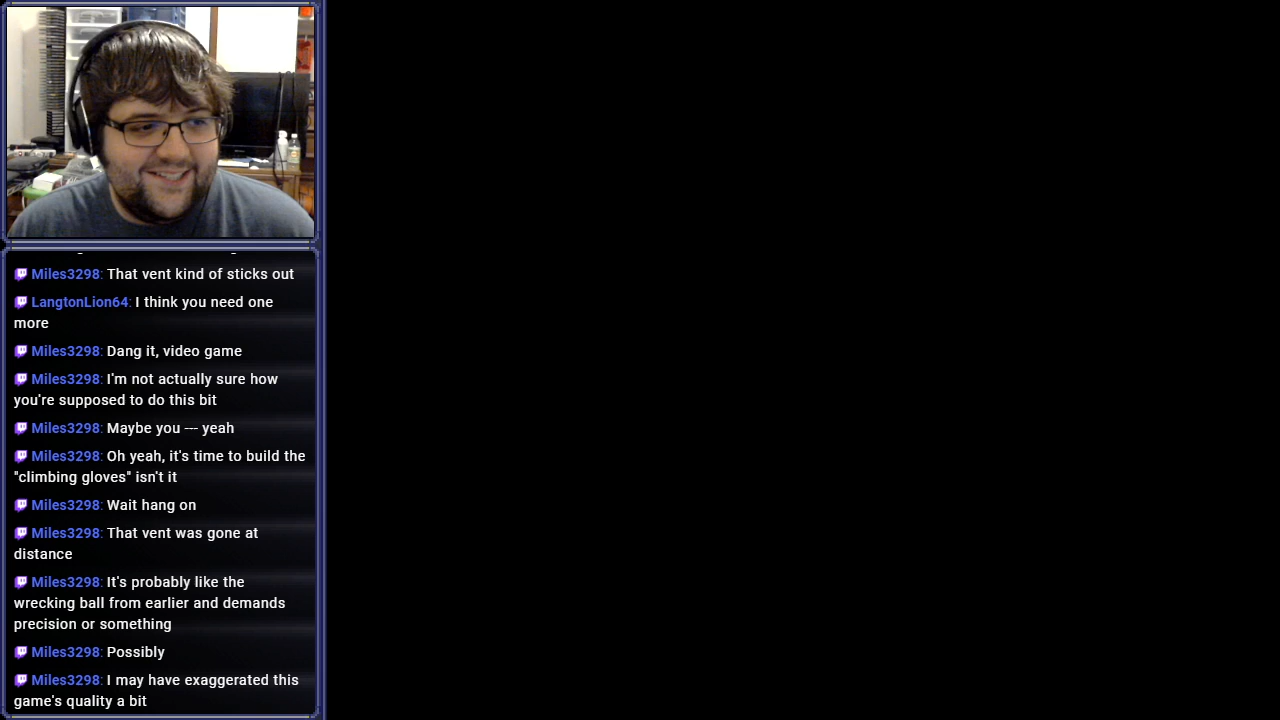 Miles3298: That vent kind of sticks out
LangtonLion64: I think you need one
more
Miles3298: Dang it, video game
Miles3298: I'm not actually sure how
you're supposed to do this bit
Miles3298: Maybe you --- yeah
Miles3298: Oh yeah, it's time to build the
"climbing gloves" isn't it
Miles3298: Wait hang on
Miles3298: That vent was gone at
distance
Miles3298: It's probably like the
wrecking ball from earlier and demands
precision or something
Miles3298: Possibly
Miles3298: I may have exaggerated this
game's quality a bit